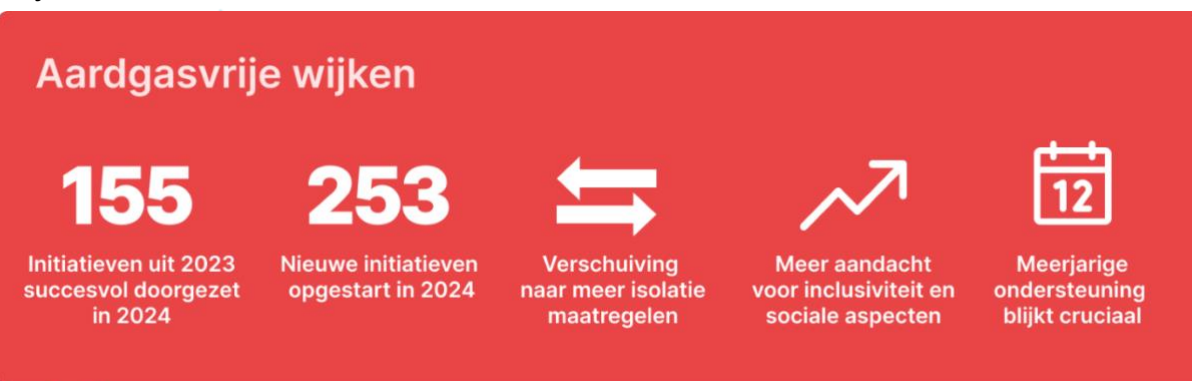 Aardgasvrije wijken
155
Initiatieven uit 2023
succesvol doorgezet
in 2024
253
Nieuwe initiatieven
opgestart in 2024
Verschuiving
naar meer isolatie
maatregelen
Meer aandacht
voor inclusiviteit en
sociale aspecten
12
Meerjarige
ondersteuning
blijkt cruciaal